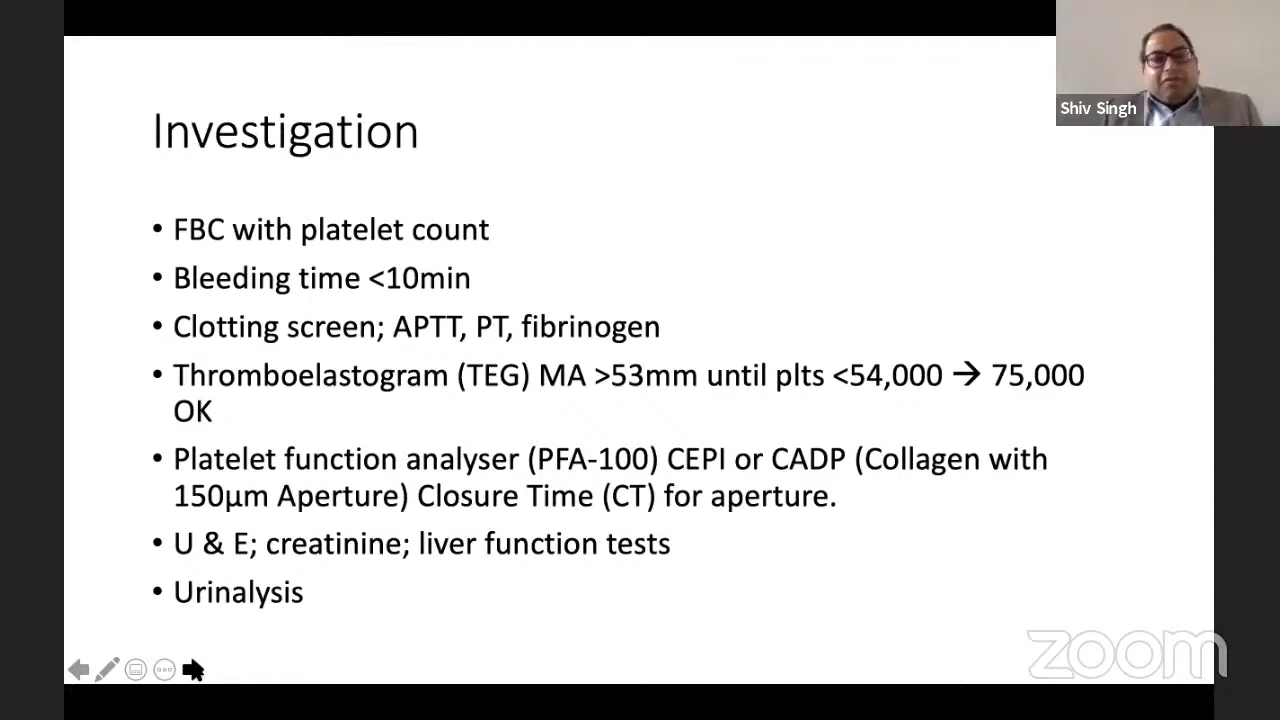 Shiv Singh
Investigation
• FBC with platelet count
• Bleeding time <10min
• Clotting screen; APTT, PT, fibrinogen
• Thromboelastogram (TEG) MA >53mm until plts <54,000 → 75,000
OK
• Platelet function analyser (PFA-100) CEPI or CADP (Collagen with
150µm Aperture) Closure Time (CT) for aperture.
• U & E; creatinine; liver function tests
• Urinalysis
zoom